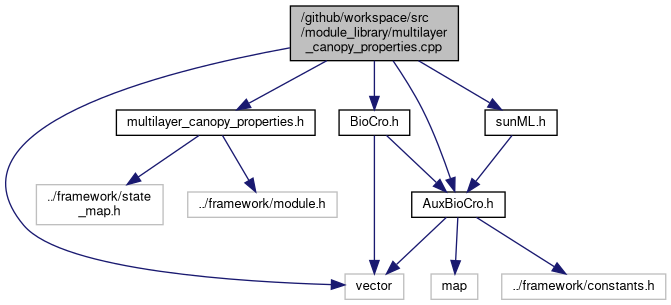 /github/workspace/src
/module_library/multilayer
_canopy_properties.cpp
multilayer_canopy_properties.h
BioCro.h
sunML.h
../framework/state
_map.h
../framework/module.h
AuxBioCro.h
vector
map
../framework/constants.h